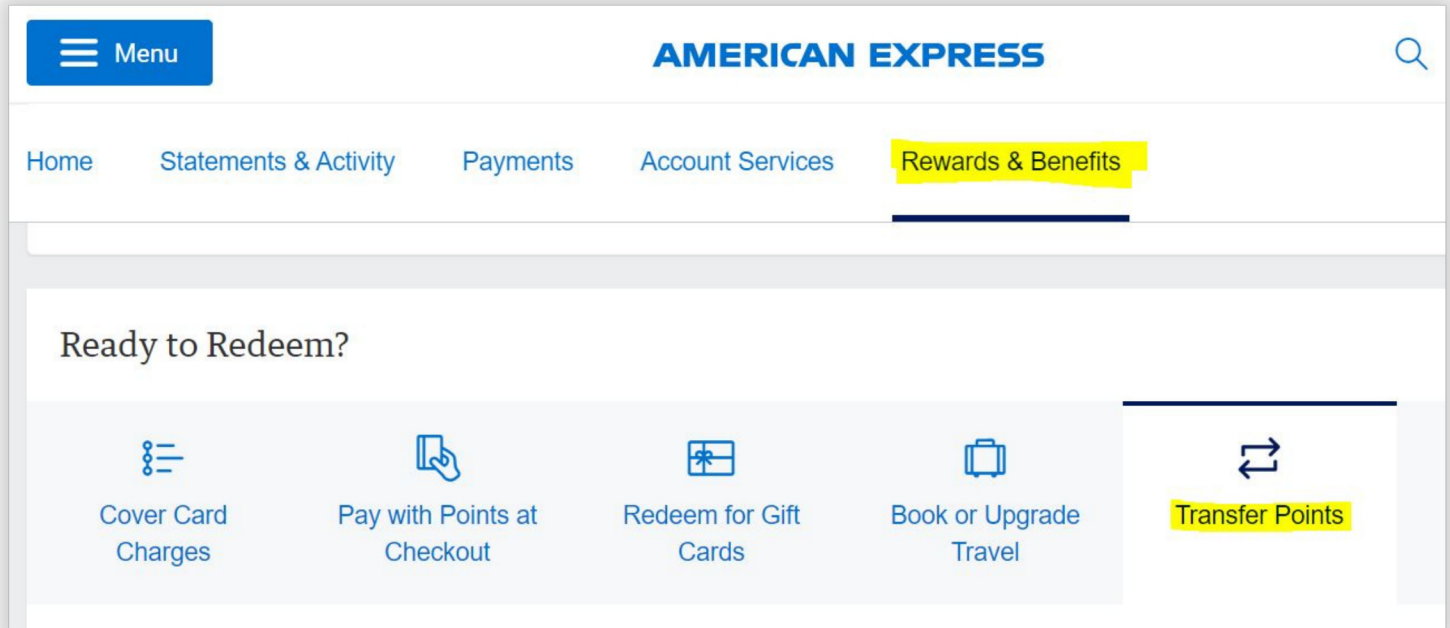 Menu
AMERICAN EXPRESS
Home
Statements & Activity
Payments
Account Services
Rewards & Benefits
Ready to Redeem?
Cover Card
Charges
Pay with Points at
Checkout
Redeem for Gift
Cards
Book or Upgrade
Travel
Transfer Points